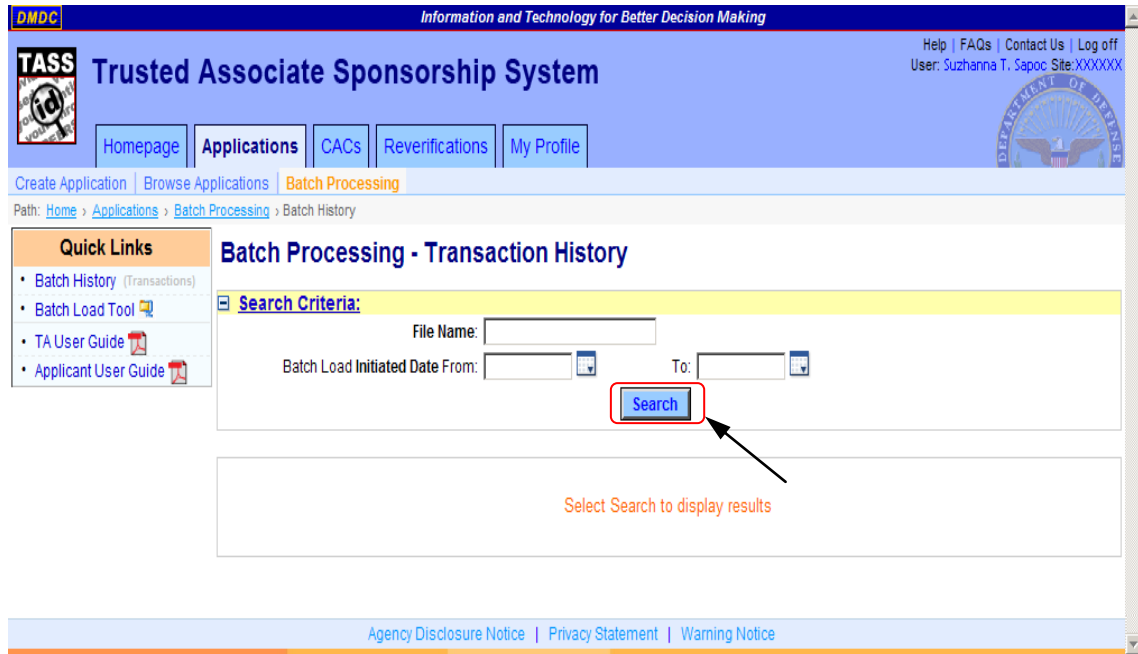 DMDC
Information and Technology for Better Decision Making
Help | FAQs | Contact Us | Log off
User: Suzhanna T. Sapoc Site:XXXXXX
TASS
id
Trusted Associate Sponsorship System
DEPARTMENT OF DEFENSE
Homepage Applications CACs Reverifications My Profile
Create Application | Browse Applications | Batch Processing
Path: Home › Applications › Batch Processing › Batch History
Quick Links
• Batch History (Transactions)
• Batch Load Tool
• TA User Guide
• Applicant User Guide
Batch Processing - Transaction History
Search Criteria:
File Name:
Batch Load Initiated Date From: To:
Search
Select Search to display results
Agency Disclosure Notice | Privacy Statement | Warning Notice